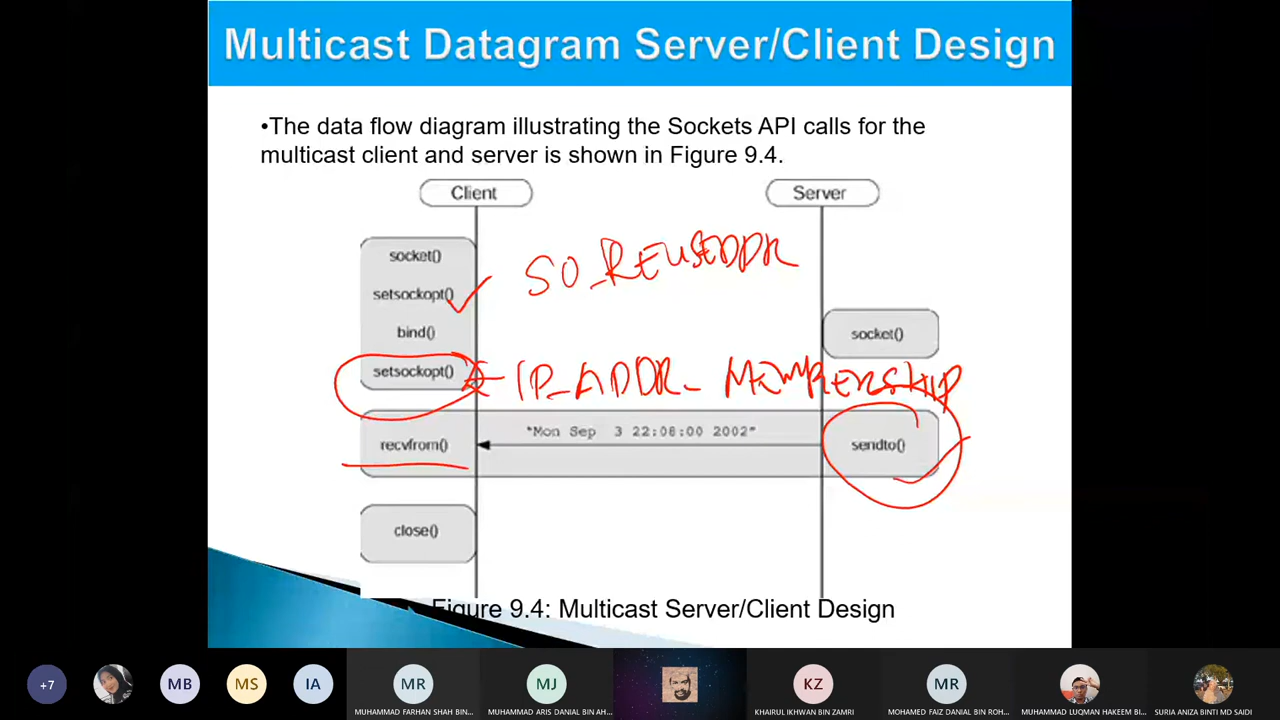 Multicast Datagram Server/Client Design
•The data flow diagram illustrating the Sockets API calls for the
multicast client and server is shown in Figure 9.4.
Client
Server
socket()
setsockopt()
SO_REUSEDDR
bind()
socket()
setsockopt()
IP_ADDR_ MEMBERSHIP
recvfrom()
"Mon Sep 3 22:08:00 2002"
sendto()
close()
Figure 9.4: Multicast Server/Client Design
+7
MB
MS
IA
MR
MJ
KZ
MR
MUHAMMAD FARHAN SHAH BIN...
MUHAMMAD ARIS DANIAL BIN AH...
KHAIRUL IKHWAN BIN ZAMRI
MOHAMED FAIZ DANIAL BIN ROH...
MUHAMMAD LUQMAN HAKEEM BI...
SURIA ANIZA BINTI MD SAIDI